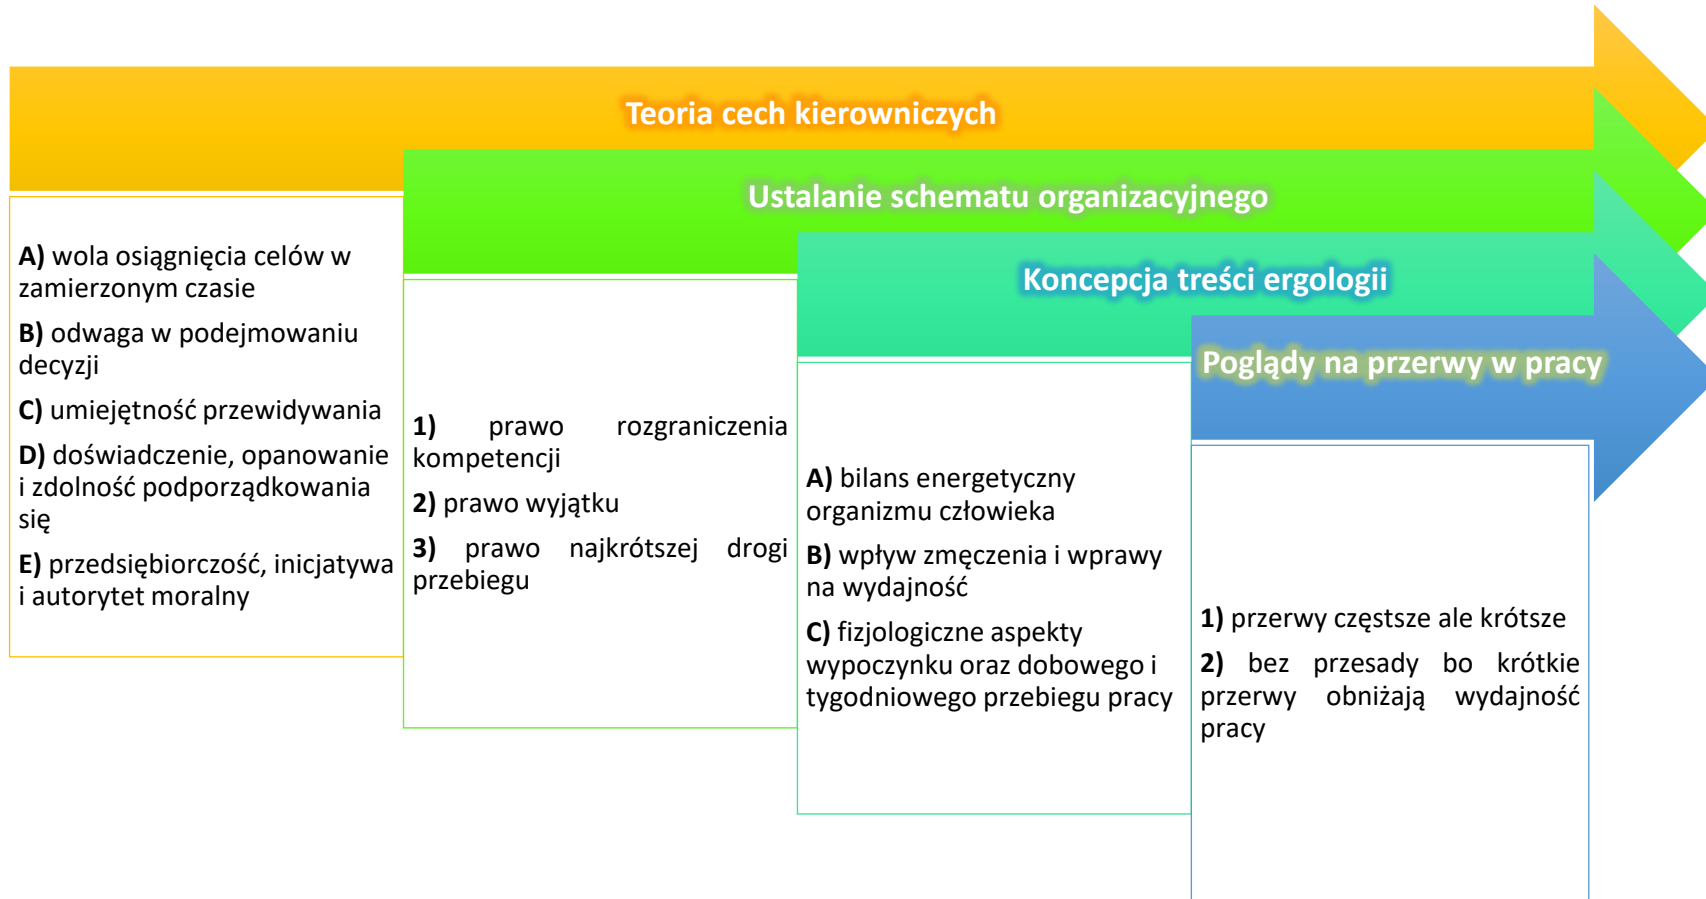 Teoria cech kierowniczych
A) wola osiągnięcia celów w
zamierzonym czasie
B) odwaga w podejmowaniu
decyzji
C) umiejętność przewidywania
D) doświadczenie, opanowanie
i zdolność podporządkowania
się
E) przedsiębiorczość, inicjatywa
i autorytet moralny
Ustalanie schematu organizacyjnego
1) prawo rozgraniczenia
kompetencji
2) prawo wyjątku
3) prawo najkrótszej drogi
przebiegu
Koncepcja treści ergologii
A) bilans energetyczny
organizmu człowieka
B) wpływ zmęczenia i wprawy
na wydajność
C) fizjologiczne aspekty
wypoczynku oraz dobowego i
tygodniowego przebiegu pracy
Poglądy na przerwy w pracy
1) przerwy częstsze ale krótsze
2) bez przesady bo krótkie
przerwy obniżają wydajność
pracy